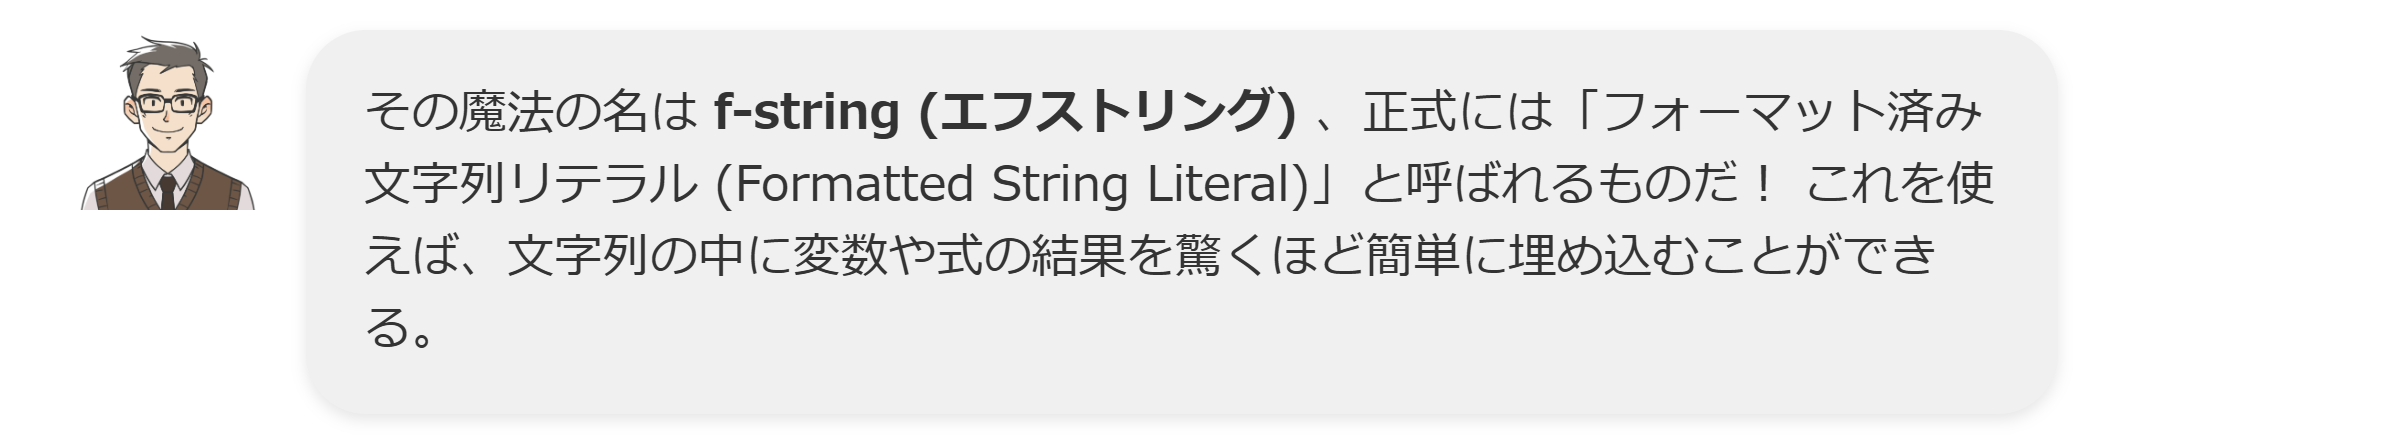 その魔法の名は f-string (エフストリング) 、正式には「フォーマット済み
文字列リテラル (Formatted String Literal)」と呼ばれるものだ！ これを使
えば、文字列の中に変数や式の結果を驚くほど簡単に埋め込むことができ
る。